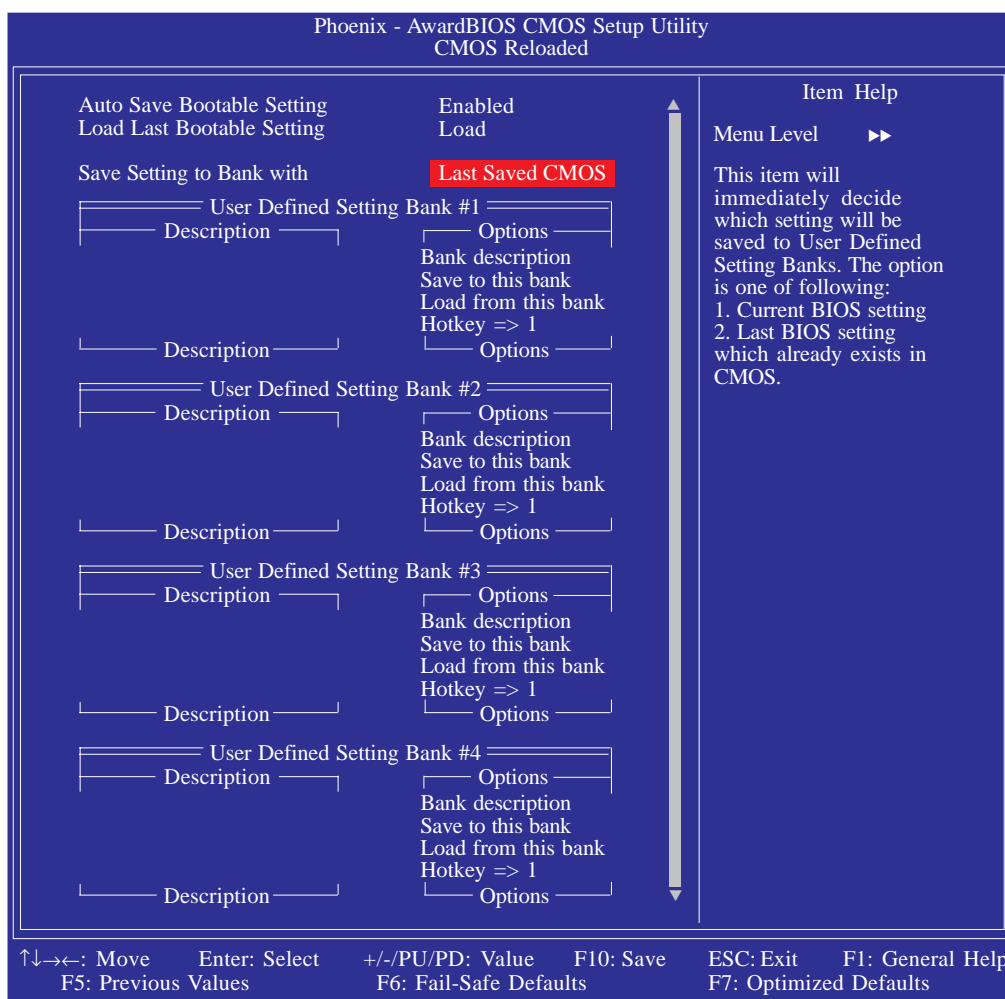 Phoenix - AwardBIOS CMOS Setup Utility
CMOS Reloaded
Auto Save Bootable Setting Enabled
Load Last Bootable Setting Load
Save Setting to Bank with Last Saved CMOS
User Defined Setting Bank #1
Description Options
Bank description
Save to this bank
Load from this bank
Hotkey => 1
Description Options
User Defined Setting Bank #2
Description Options
Bank description
Save to this bank
Load from this bank
Hotkey => 1
Description Options
User Defined Setting Bank #3
Description Options
Bank description
Save to this bank
Load from this bank
Hotkey => 1
Description Options
User Defined Setting Bank #4
Description Options
Bank description
Save to this bank
Load from this bank
Hotkey => 1
Description Options
Item Help
Menu Level ▸▸
This item will
immediately decide
which setting will be
saved to User Defined
Setting Banks. The option
is one of following:
1. Current BIOS setting
2. Last BIOS setting
which already exists in
CMOS.
↑↓→←: Move Enter: Select +/-/PU/PD: Value F10: Save ESC: Exit F1: General Help
F5: Previous Values F6: Fail-Safe Defaults F7: Optimized Defaults